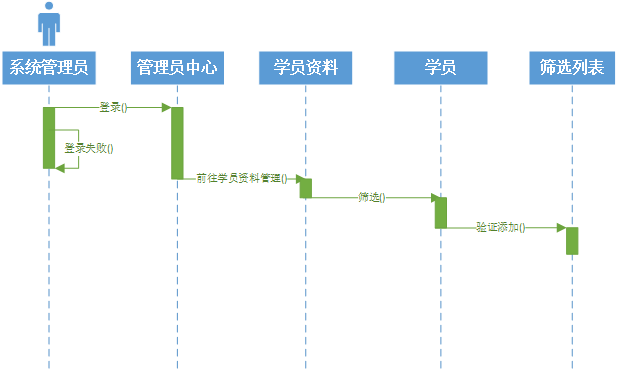 系统管理员
管理员中心
学员资料
学员
筛选列表
登录()
登录失败()
前往学员资料管理()
筛选()
验证添加()